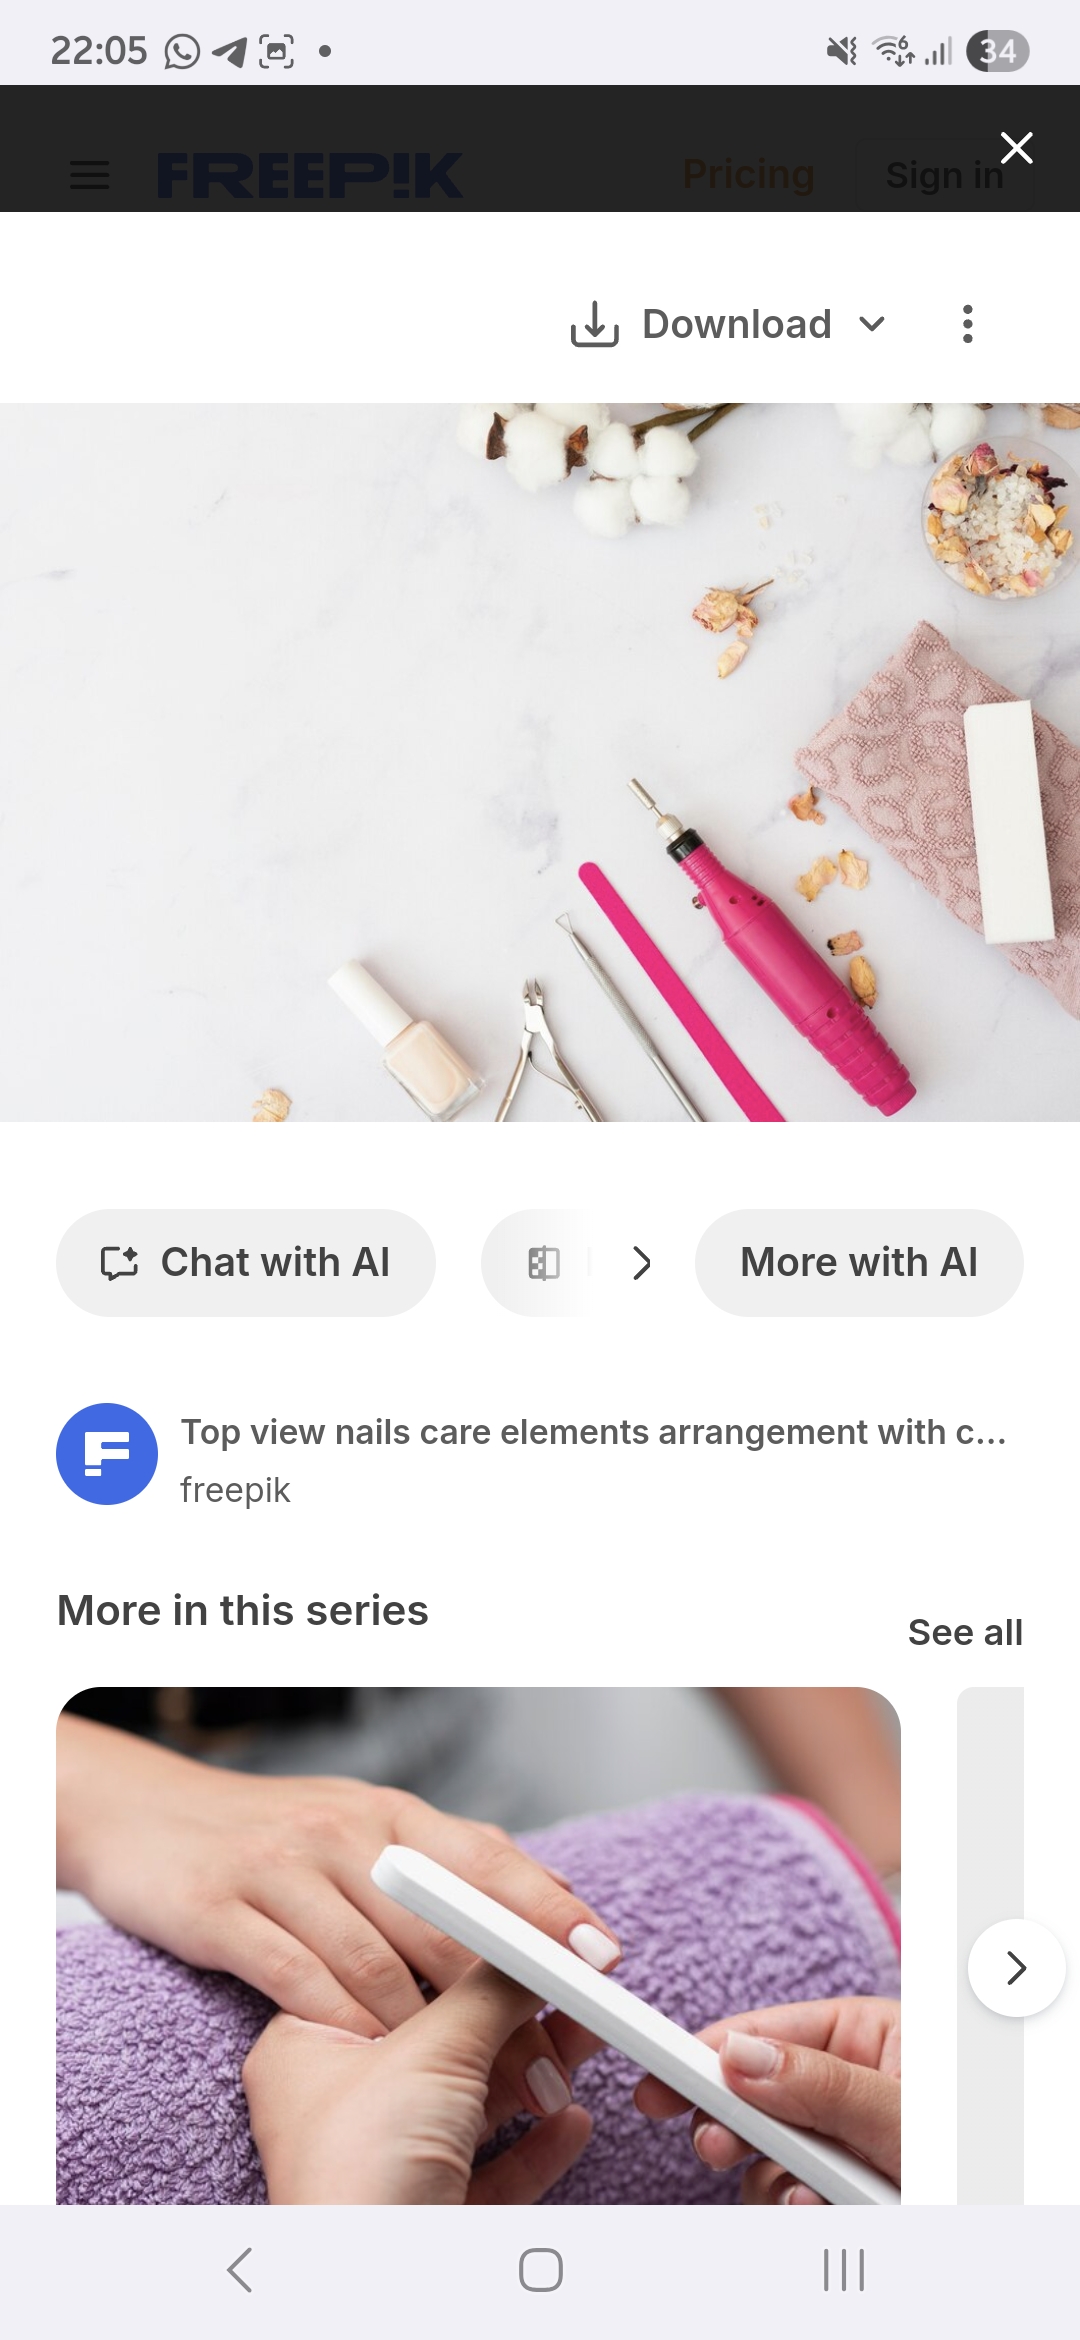 22:05
34
FREEPIK
Pricing
Sign in
Download
Chat with AI
More with AI
Top view nails care elements arrangement with c...
freepik
More in this series
See all